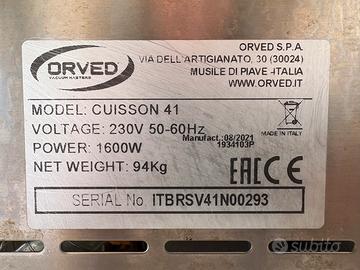 ORVED
VACUUM MASTERS
ORVED S.P.A.
VIA DELL'ARTIGIANATO, 30 (30024)
MUSILE DI PIAVE -ITALIA
WWW.ORVED.IT
MODEL: CUISSON 41
VOLTAGE: 230V 50-60Hz
POWER: 1600W
NET WEIGHT: 94Kg
Manufact.:08/2021
1934103P
MADE IN ITALY
EAC CE
SERIAL No ITBRSV41N00293
subito